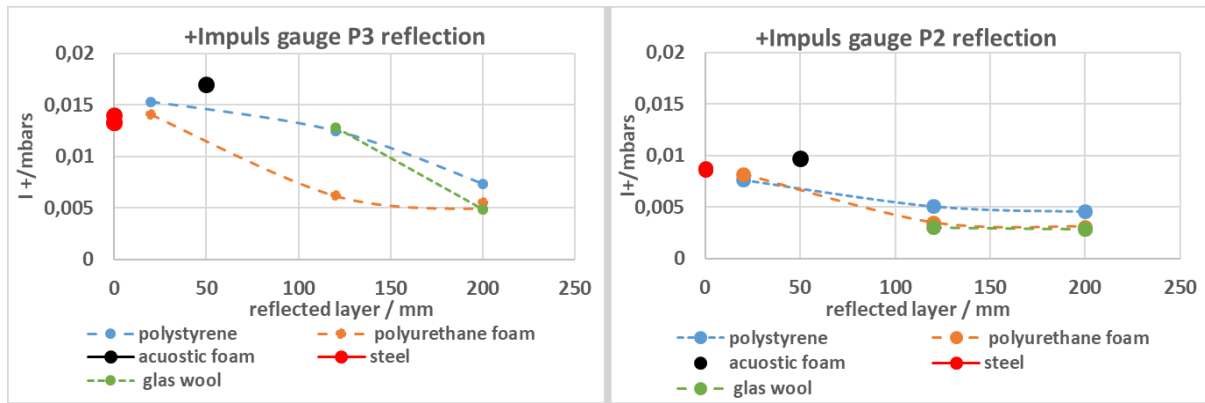 +Impuls gauge P3 reflection
0,02
0,015
0,01
0,005
0
I +/mbars
0 50 100 150 200 250
reflected layer / mm
polystyrene polyurethane foam
acuostic foam steel
glas wool
+Impuls gauge P2 reflection
0,02
0,015
0,01
0,005
0
I+/mbars
0 50 100 150 200 250
reflected layer / mm
polystyrene polyurethane foam
acuostic foam steel
glas wool